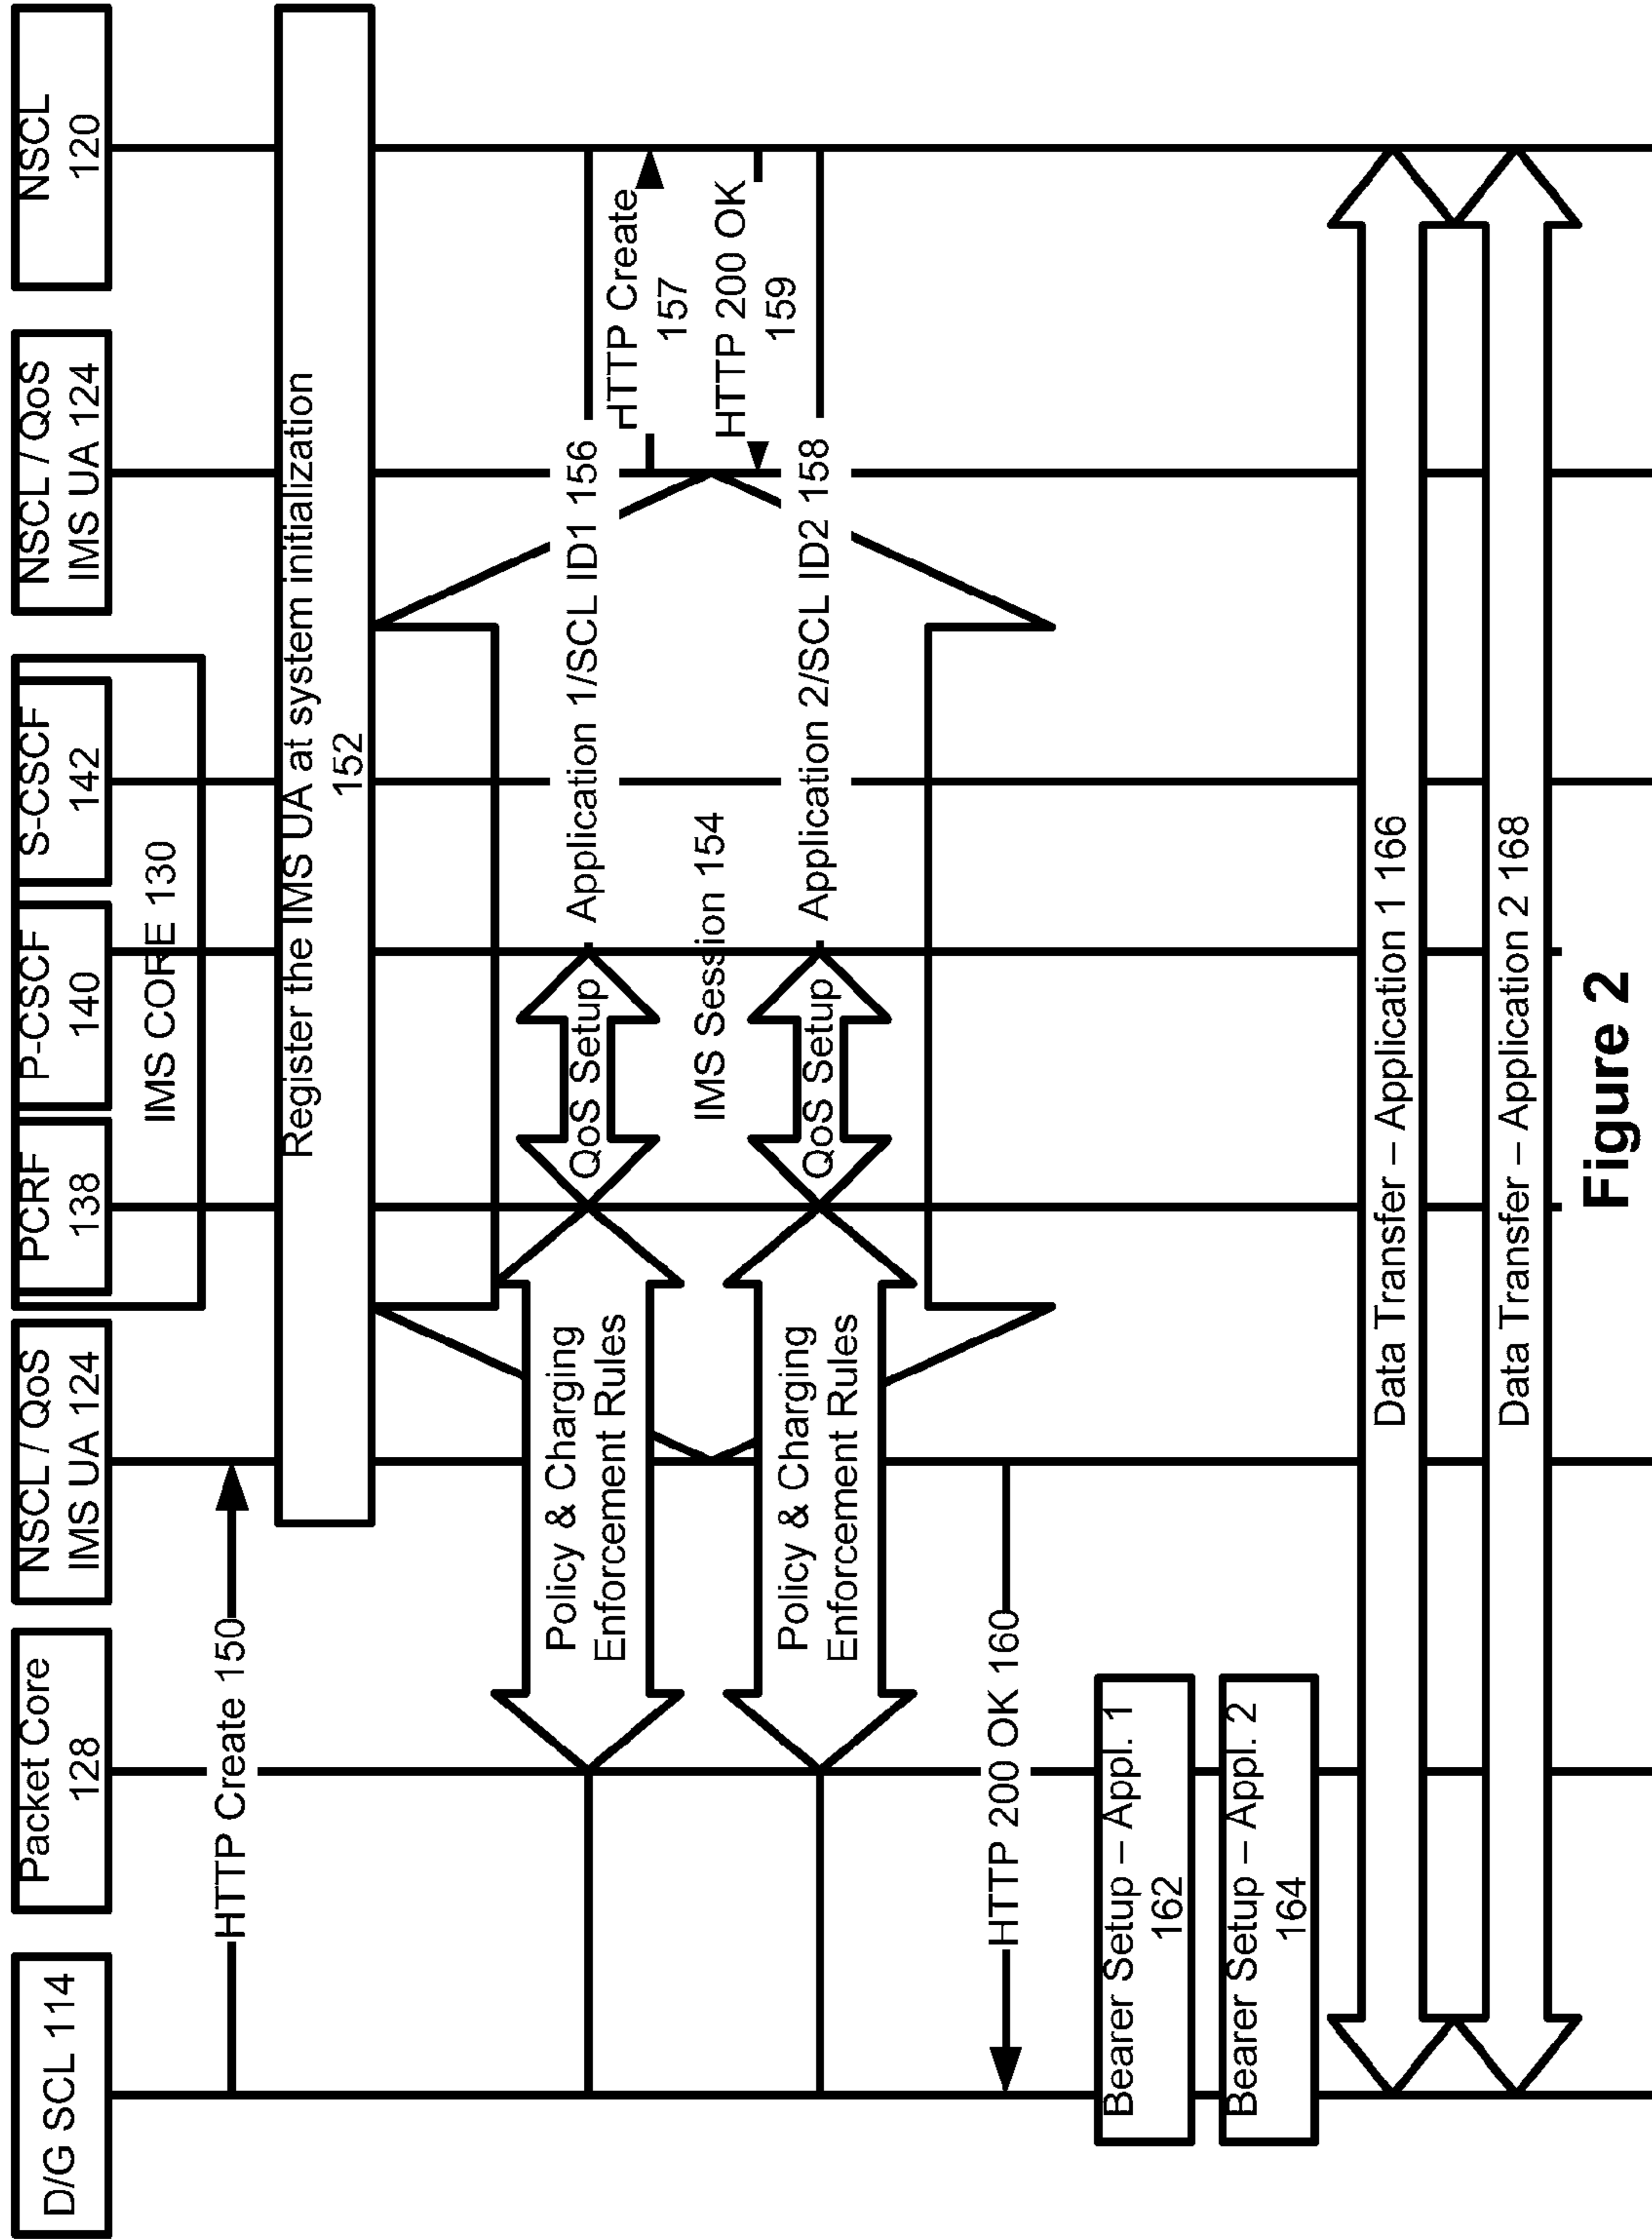 D/G SCL 114
Packet Core
128
NSCL / QoS
IMS UA 124
PCRF
138
P-CSCF
140
S-CSCF
142
NSCL / QoS
IMS UA 124
NSCL
120
IMS CORE 130
HTTP Create 150
Register the IMS UA at system initialization
152
Policy & Charging
Enforcement Rules
QoS Setup
Application 1/SCL ID1 156
HTTP Create
157
IMS Session 154
HTTP 200 OK
159
Policy & Charging
Enforcement Rules
QoS Setup
Application 2/SCL ID2 158
HTTP 200 OK 160
Bearer Setup – Appl. 1
162
Bearer Setup – Appl. 2
164
Data Transfer – Application 1 166
Data Transfer – Application 2 168
Figure 2